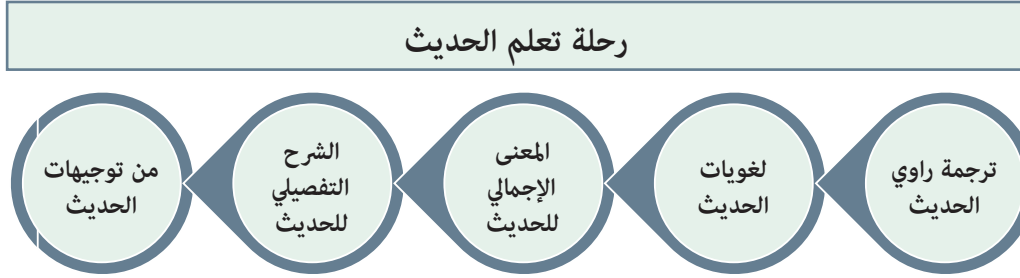 رحلة تعلم الحديث
ترجمة راوي
الحديث
لغويات
الحديث
المعنى
الإجمالي
للحديث
الشرح
التفصيلي
للحديث
من توجيهات
الحديث